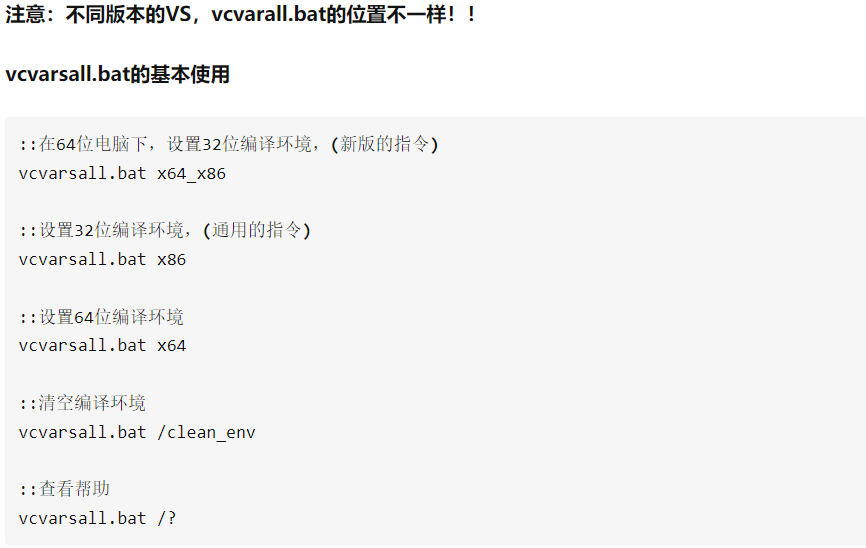 注意：不同版本的VS，vcvarall.bat的位置不一样！！
vcvarsall.bat的基本使用
::在64位电脑下，设置32位编译环境，(新版的指令)
vcvarsall.bat x64_x86
::设置32位编译环境，(通用的指令)
vcvarsall.bat x86
::设置64位编译环境
vcvarsall.bat x64
::清空编译环境
vcvarsall.bat /clean_env
::查看帮助
vcvarsall.bat /?